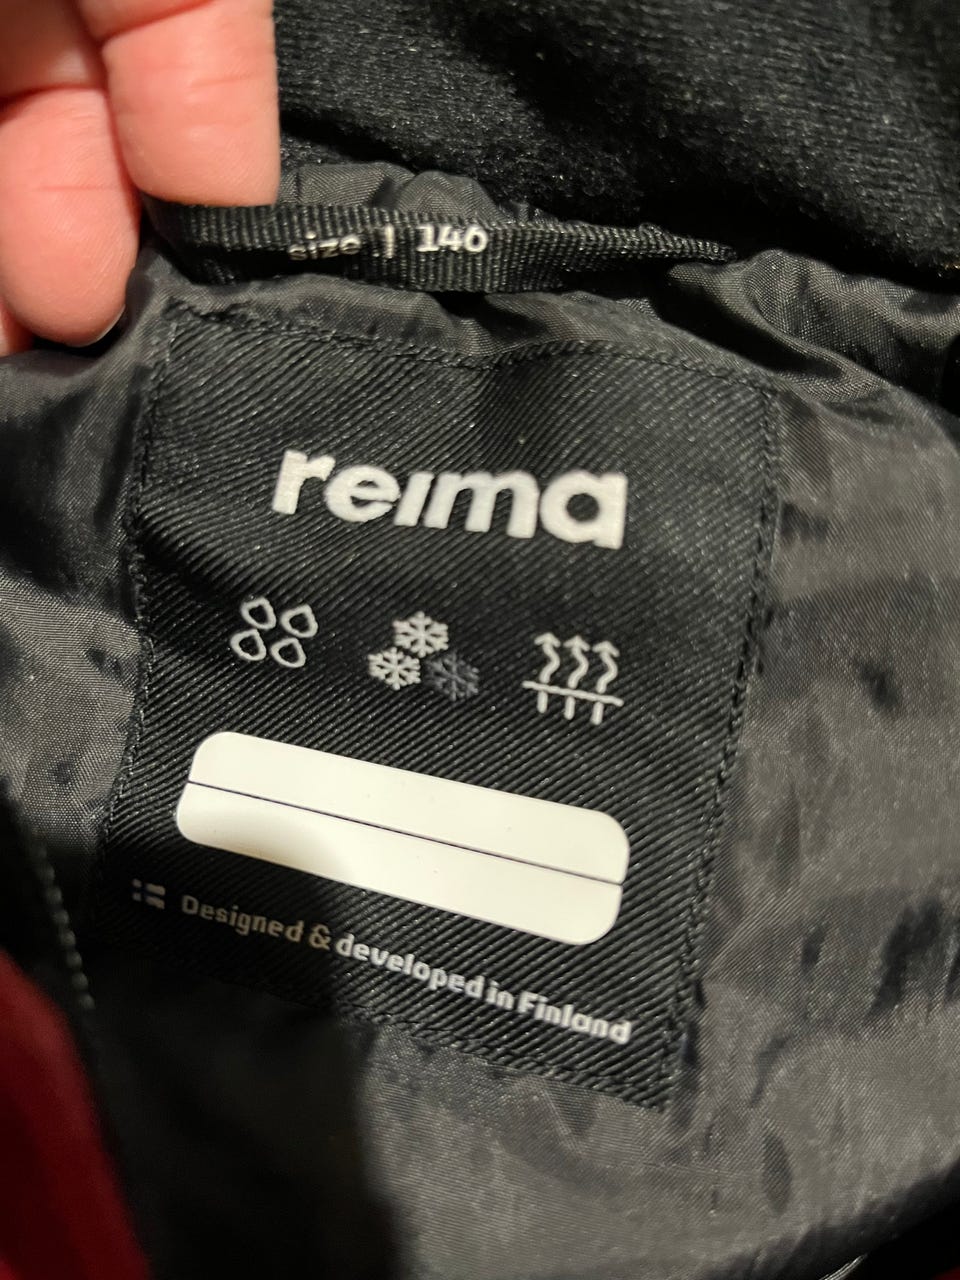 size | 140
reima
Designed & developed in Finland